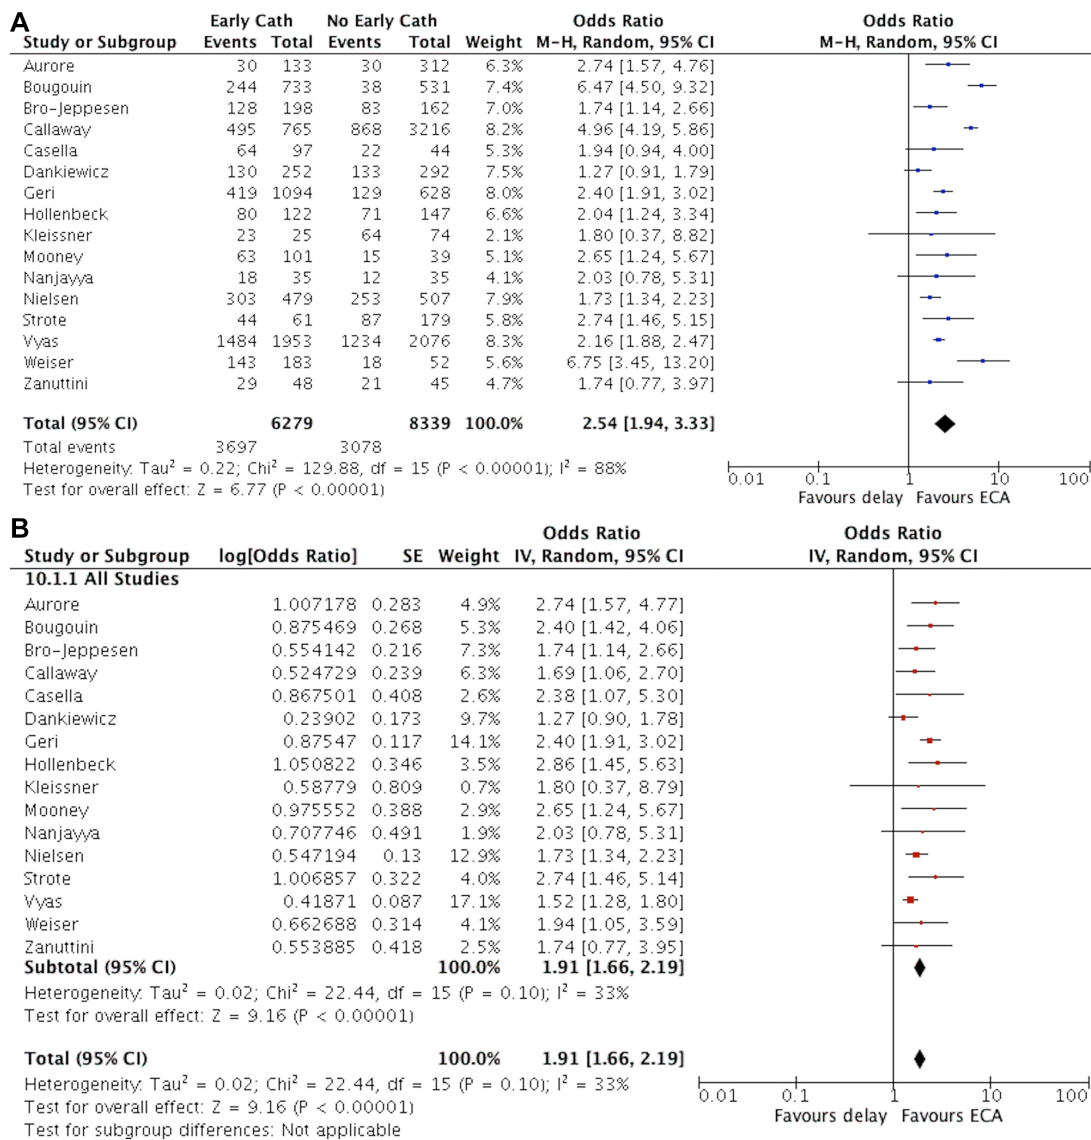 A
Early Cath No Early Cath Odds Ratio Odds Ratio
Study or Subgroup Events Total Events Total Weight M-H, Random, 95% CI M-H, Random, 95% CI
Aurore 30 133 30 312 6.3% 2.74 [1.57, 4.76]
Bougouin 244 733 38 531 7.4% 6.47 [4.50, 9.32]
Bro-Jeppesen 128 198 83 162 7.0% 1.74 [1.14, 2.66]
Callaway 495 765 868 3216 8.2% 4.96 [4.19, 5.86]
Casella 64 97 22 44 5.3% 1.94 [0.94, 4.00]
Dankiewicz 130 252 133 292 7.5% 1.27 [0.91, 1.79]
Geri 419 1094 129 628 8.0% 2.40 [1.91, 3.02]
Hollenbeck 80 122 71 147 6.6% 2.04 [1.24, 3.34]
Kleissner 23 25 64 74 2.1% 1.80 [0.37, 8.82]
Mooney 63 101 15 39 5.1% 2.65 [1.24, 5.67]
Nanjayya 18 35 12 35 4.1% 2.03 [0.78, 5.31]
Nielsen 303 479 253 507 7.9% 1.73 [1.34, 2.23]
Strote 44 61 87 179 5.8% 2.74 [1.46, 5.15]
Vyas 1484 1953 1234 2076 8.3% 2.16 [1.88, 2.47]
Weiser 143 183 18 52 5.6% 6.75 [3.45, 13.20]
Zanuttini 29 48 21 45 4.7% 1.74 [0.77, 3.97]
Total (95% CI) 6279 8339 100.0% 2.54 [1.94, 3.33]
Total events 3697 3078
Heterogeneity: Tau² = 0.22; Chi² = 129.88, df = 15 (P < 0.00001); I² = 88%
Test for overall effect: Z = 6.77 (P < 0.00001)
0.01 0.1 1 10 100
Favours delay Favours ECA
B
Odds Ratio Odds Ratio
Study or Subgroup log[Odds Ratio] SE Weight IV, Random, 95% CI IV, Random, 95% CI
10.1.1 All Studies
Aurore 1.007178 0.283 4.9% 2.74 [1.57, 4.77]
Bougouin 0.875469 0.268 5.3% 2.40 [1.42, 4.06]
Bro-Jeppesen 0.554142 0.216 7.3% 1.74 [1.14, 2.66]
Callaway 0.524729 0.239 6.3% 1.69 [1.06, 2.70]
Casella 0.867501 0.408 2.6% 2.38 [1.07, 5.30]
Dankiewicz 0.23902 0.173 9.7% 1.27 [0.90, 1.78]
Geri 0.87547 0.117 14.1% 2.40 [1.91, 3.02]
Hollenbeck 1.050822 0.346 3.5% 2.86 [1.45, 5.63]
Kleissner 0.58779 0.809 0.7% 1.80 [0.37, 8.79]
Mooney 0.975552 0.388 2.9% 2.65 [1.24, 5.67]
Nanjayya 0.707746 0.491 1.9% 2.03 [0.78, 5.31]
Nielsen 0.547194 0.13 12.9% 1.73 [1.34, 2.23]
Strote 1.006857 0.322 4.0% 2.74 [1.46, 5.14]
Vyas 0.41871 0.087 17.1% 1.52 [1.28, 1.80]
Weiser 0.662688 0.314 4.1% 1.94 [1.05, 3.59]
Zanuttini 0.553885 0.418 2.5% 1.74 [0.77, 3.95]
Subtotal (95% CI) 100.0% 1.91 [1.66, 2.19]
Heterogeneity: Tau² = 0.02; Chi² = 22.44, df = 15 (P = 0.10); I² = 33%
Test for overall effect: Z = 9.16 (P < 0.00001)
Total (95% CI) 100.0% 1.91 [1.66, 2.19]
Heterogeneity: Tau² = 0.02; Chi² = 22.44, df = 15 (P = 0.10); I² = 33%
Test for overall effect: Z = 9.16 (P < 0.00001)
Test for subgroup differences: Not applicable
0.01 0.1 1 10 100
Favours delay Favours ECA